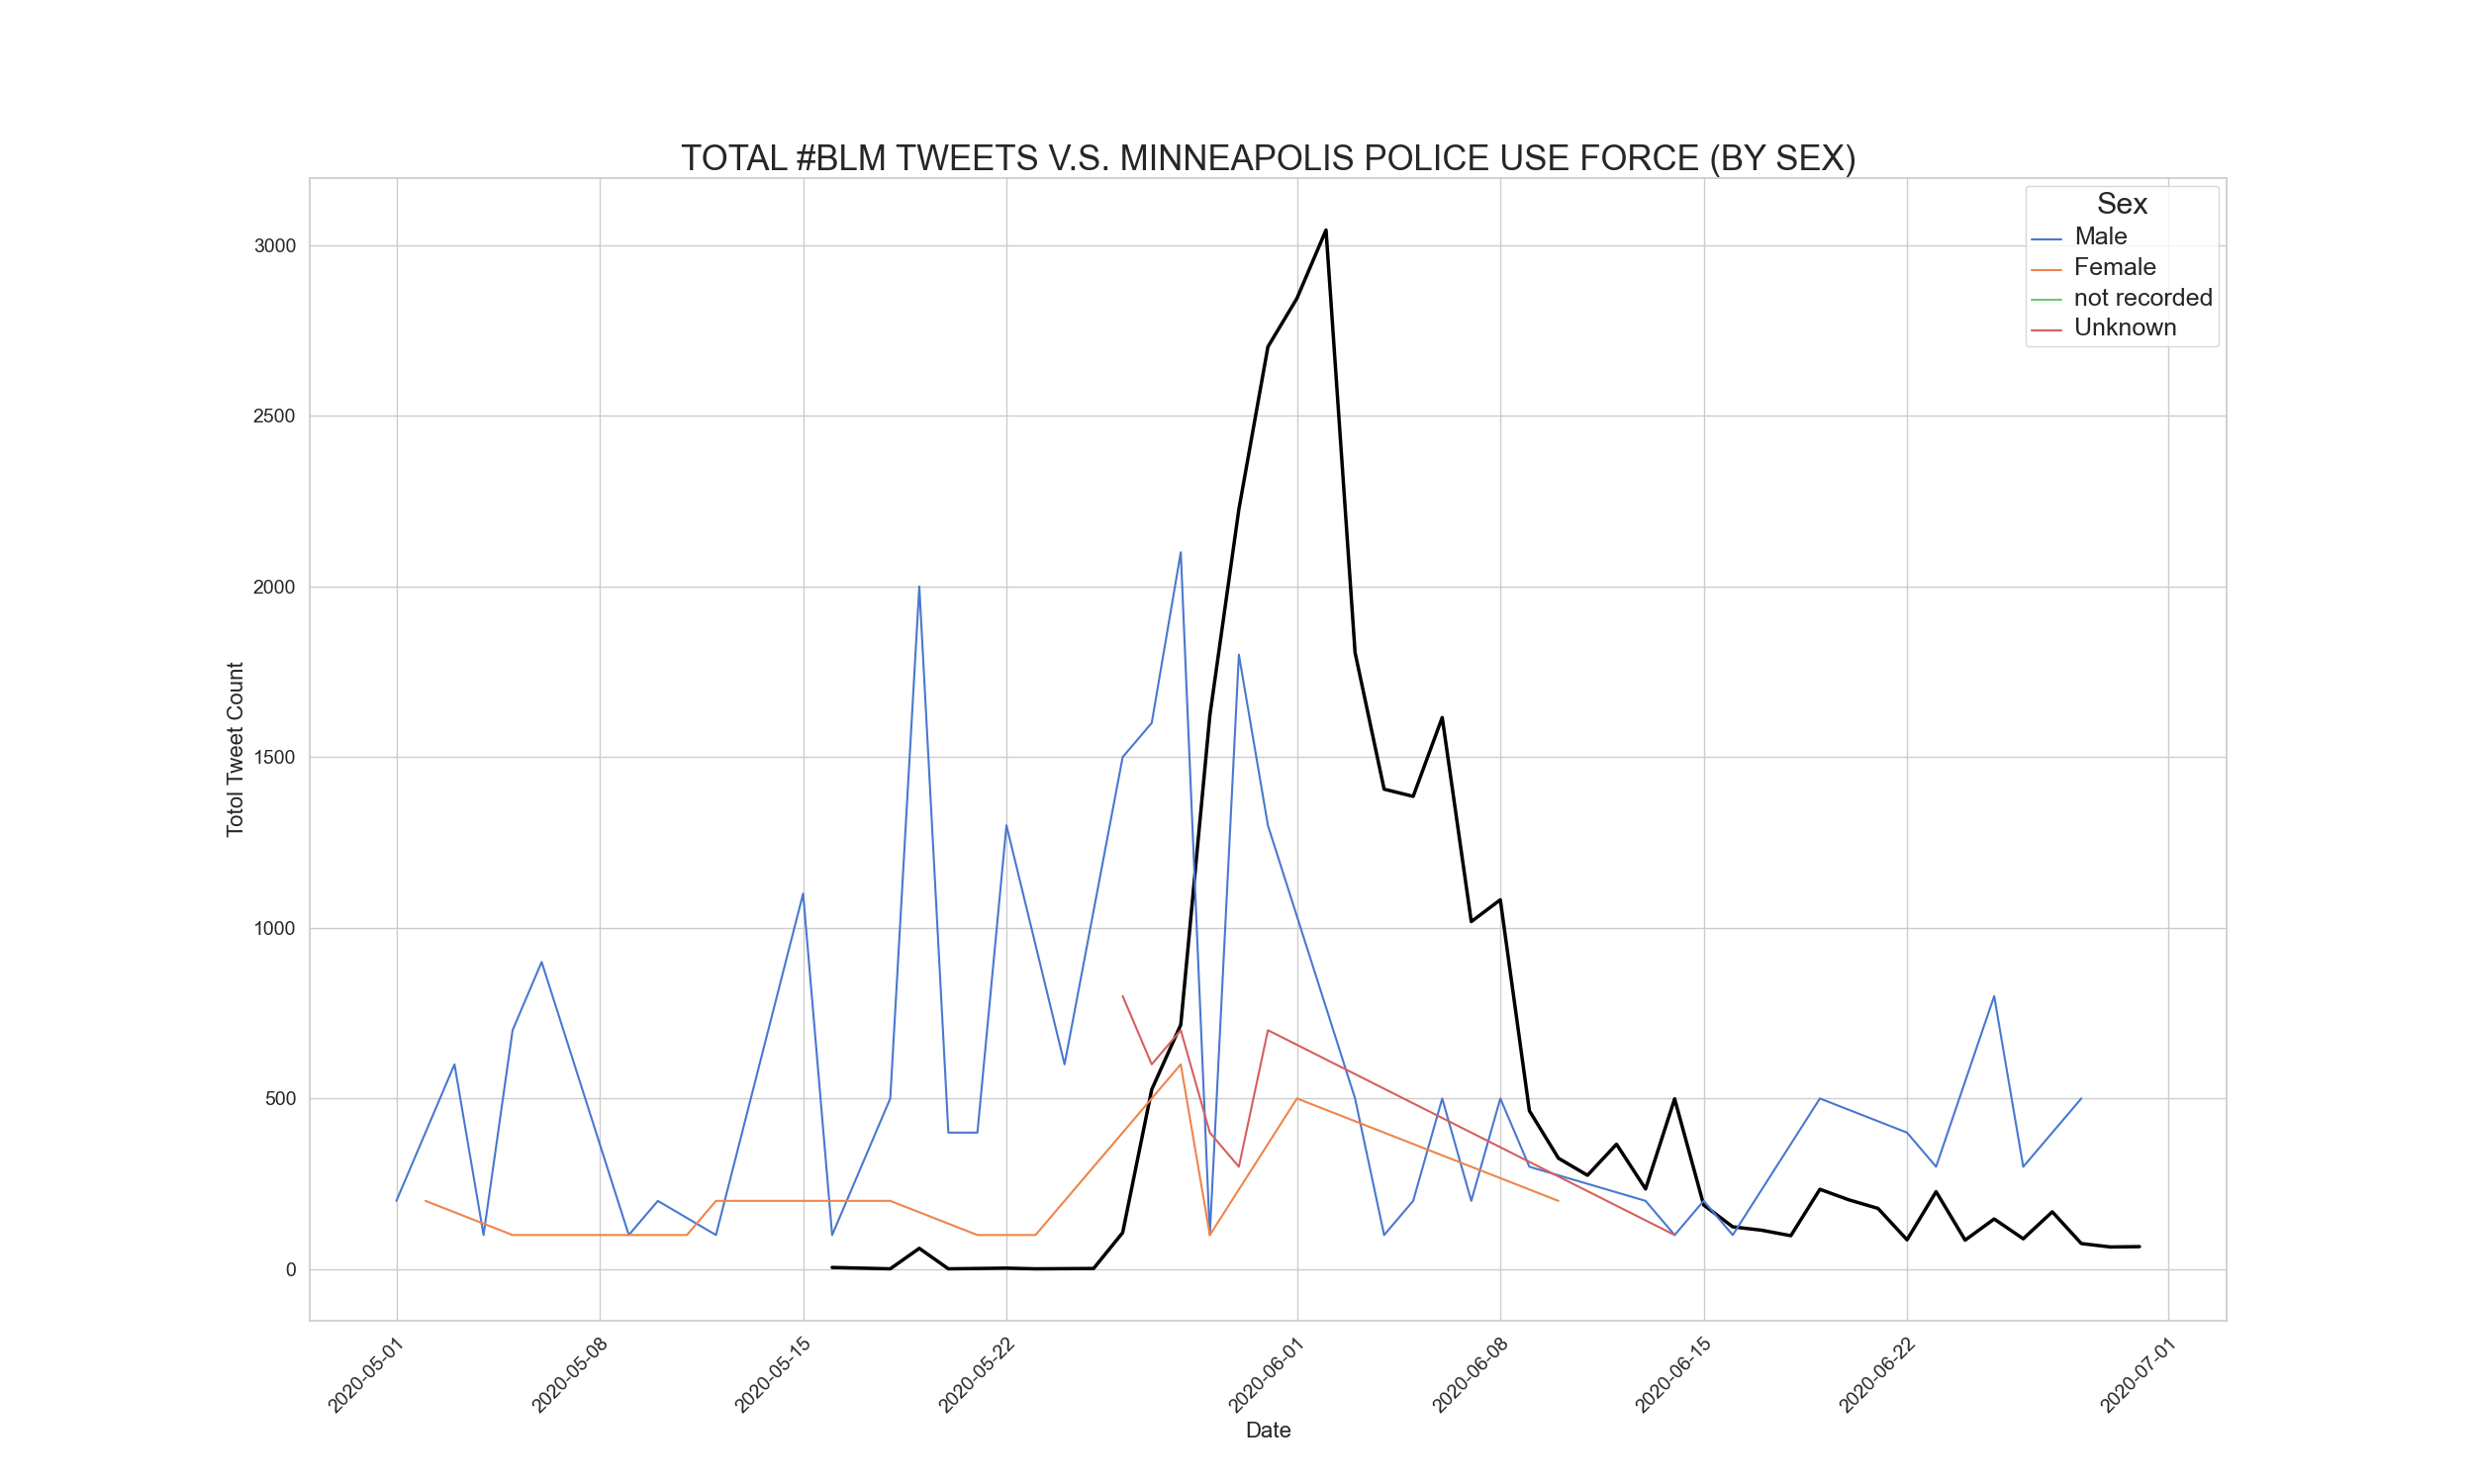 TOTAL #BLM TWEETS V.S. MINNEAPOLIS POLICE USE FORCE (BY SEX)
Sex
Male
Female
not recorded
Unknown
3000
2500
2000
1500
1000
500
0
Totol Tweet Count
2020-05-01
2020-05-08
2020-05-15
2020-05-22
2020-06-01
2020-06-08
2020-06-15
2020-06-22
2020-07-01
Date